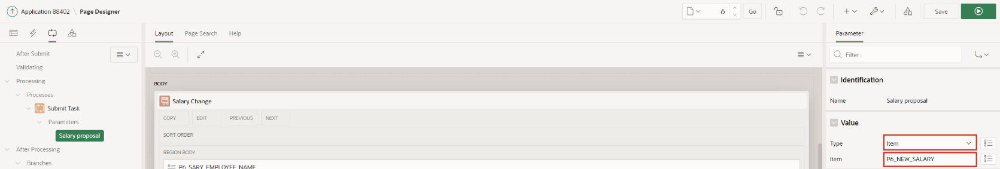 Application 88402 \ Page Designer
6 Go Save
Layout Page Search Help
Parameter
After Submit
Validating
Processing
Processes
Submit Task
Parameters
Salary proposal
After Processing
Branches
BODY
Salary Change
COPY EDIT PREVIOUS NEXT
SORT ORDER
REGION BODY
P6_SARY_EMPLOYEE_NAME
Filter
Identification
Name Salary proposal
Value
Type Item
Item P6_NEW_SALARY